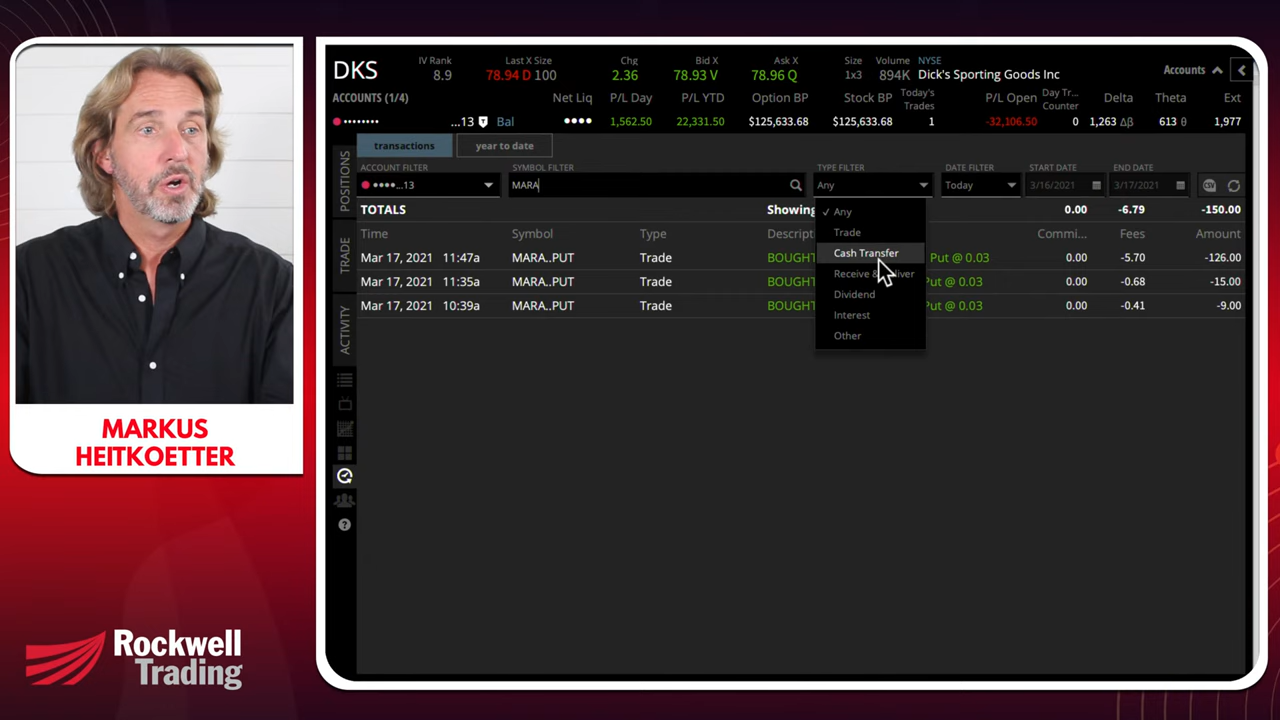 DKS
IV Rank
8.9
Last X Size
78.94 D 100
Chg
2.36
Bid X
78.93 V
Ask X
78.96 Q
Size
1x3
Volume
894K
NYSE
Dick's Sporting Goods Inc
Accounts
ACCOUNTS (1/4)
Net Liq
P/L Day
P/L YTD
Option BP
Stock BP
Today's
Trades
P/L Open
Day Tr...
Counter
Delta
Theta
Ext
...13
Bal
1,562.50
22,331.50
$125,633.68
$125,633.68
1
-32,106.50
0
1,263 Δβ
613 θ
1,977
transactions
year to date
POSITIONS
TRADE
ACTIVITY
ACCOUNT FILTER
SYMBOL FILTER
TYPE FILTER
DATE FILTER
START DATE
END DATE
...13
MARA
Any
Today
3/16/2021
3/17/2021
CSV
TOTALS
Showing
0.00
-6.79
-150.00
Time
Symbol
Type
Descript
Commi...
Fees
Amount
Mar 17, 2021 11:47a MARA..PUT Trade BOUGHT Put @ 0.03 0.00 -5.70 -126.00
Mar 17, 2021 11:35a MARA..PUT Trade BOUGHT Put @ 0.03 0.00 -0.68 -15.00
Mar 17, 2021 10:39a MARA..PUT Trade BOUGHT Put @ 0.03 0.00 -0.41 -9.00
✓ Any
Trade
Cash Transfer
Receive & liver
Dividend
Interest
Other
?
MARKUS
HEITKOETTER
Rockwell
Trading